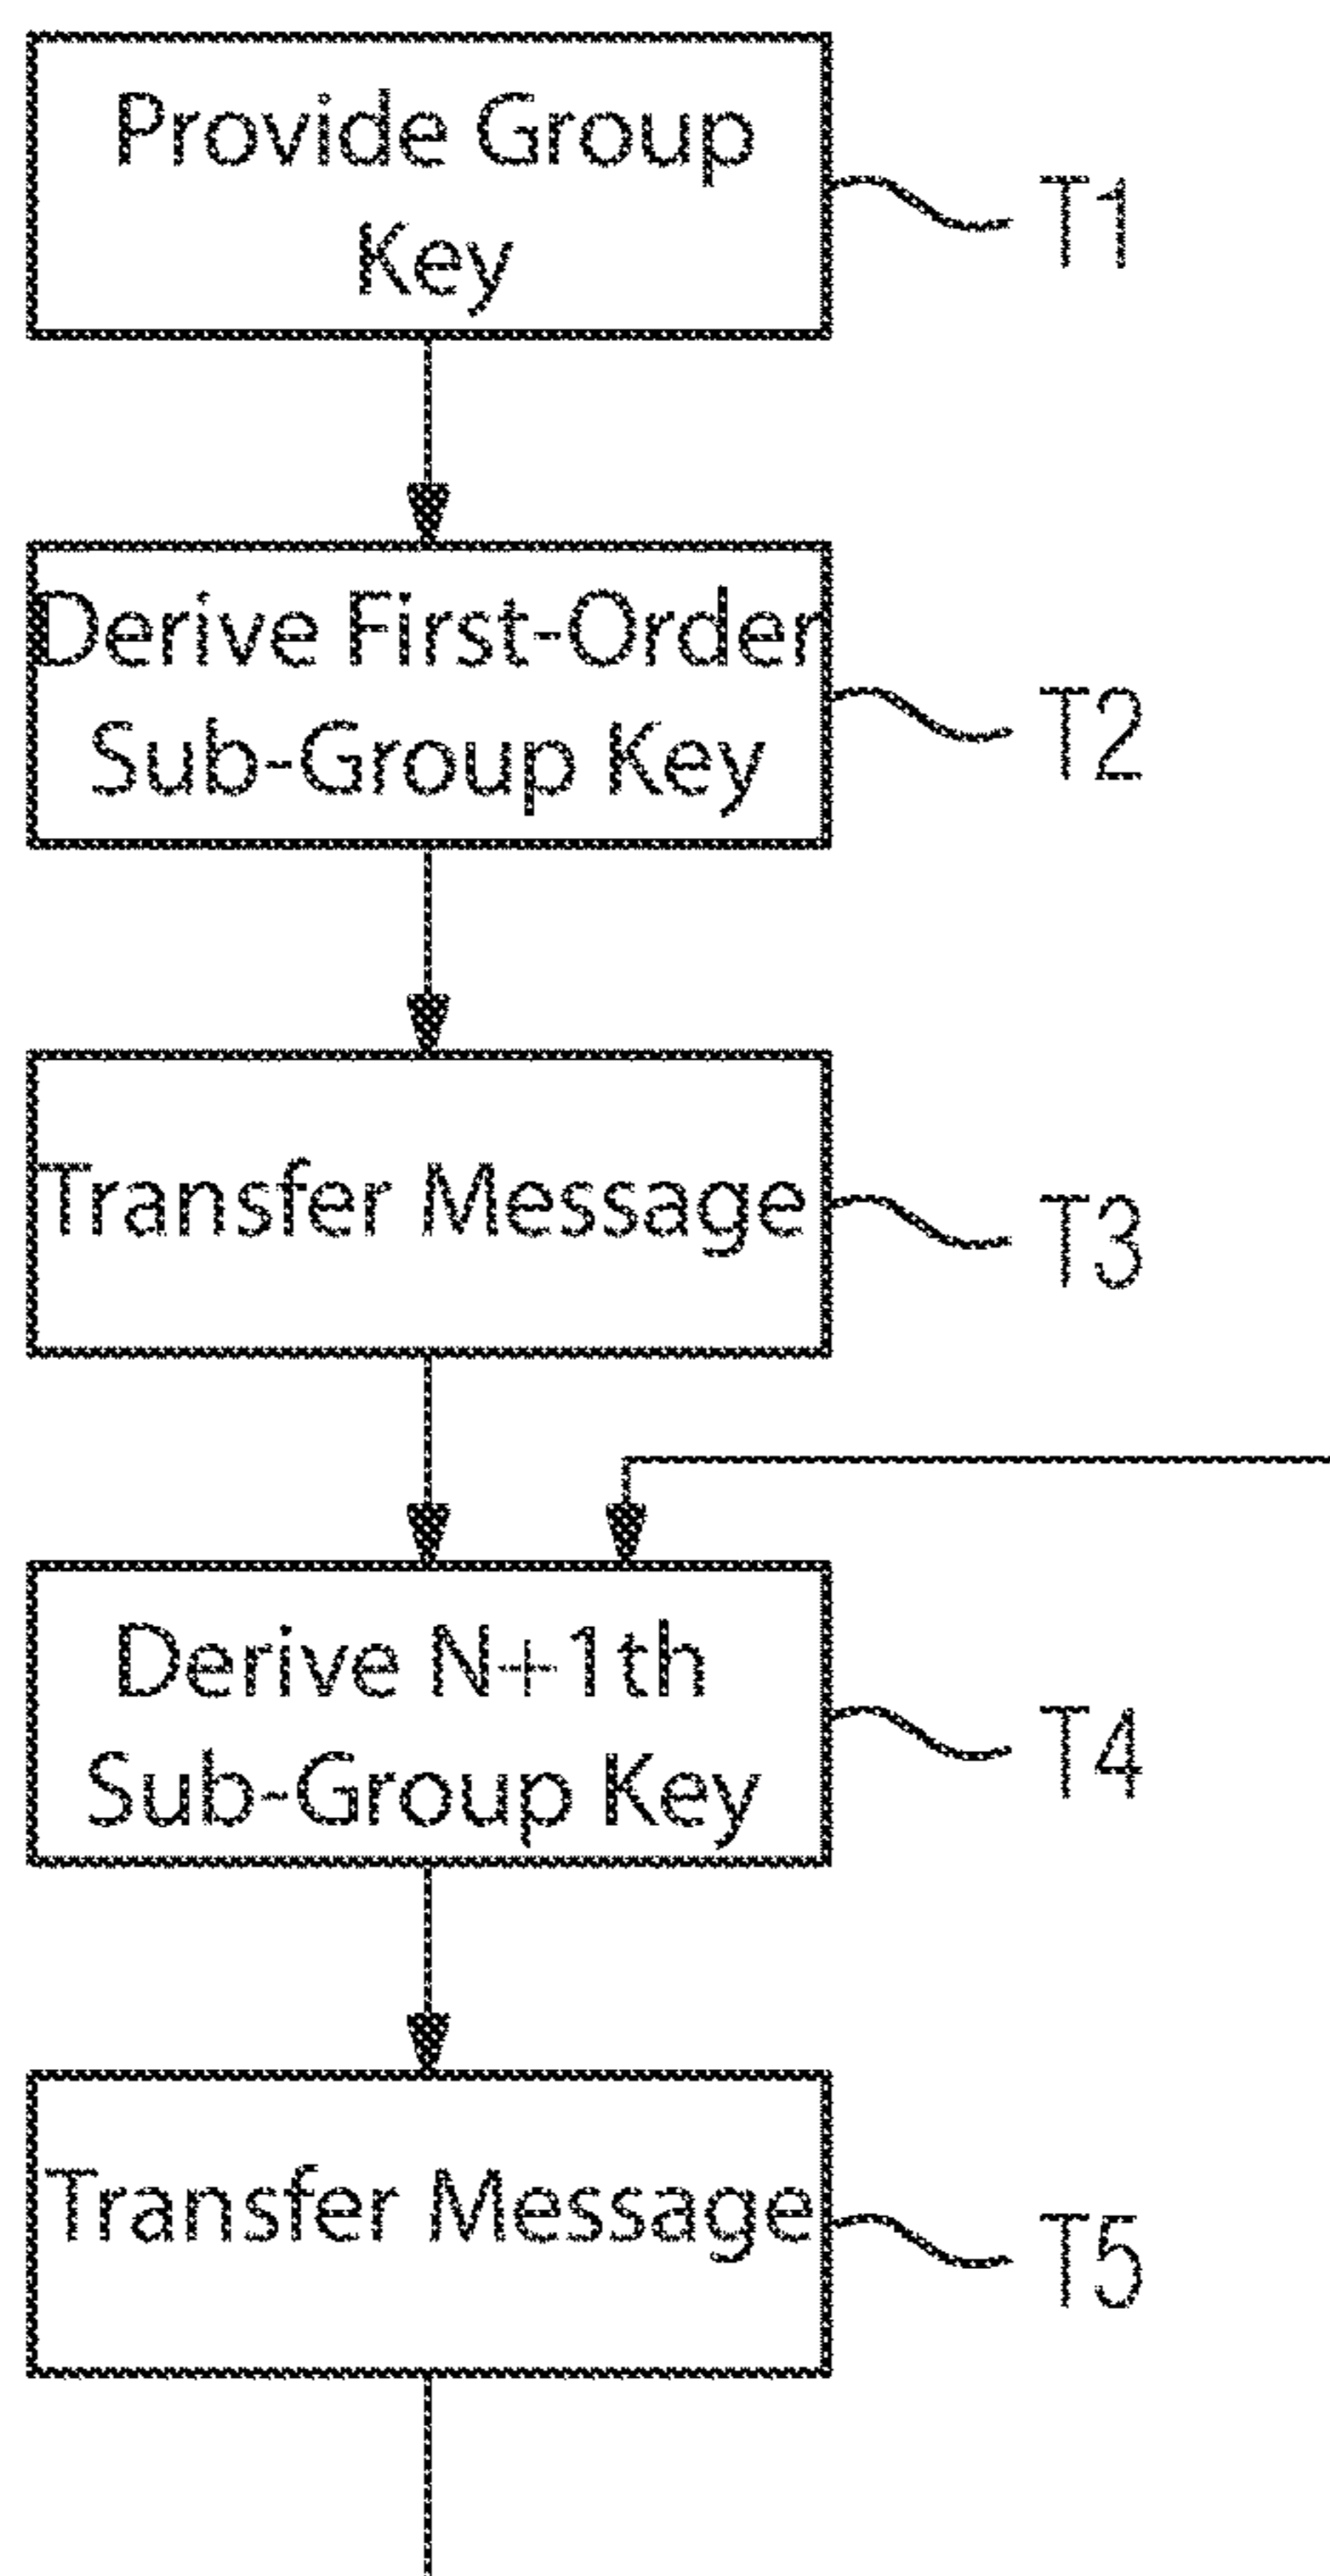 Provide Group
Key
T1
Derive First-Order
Sub-Group Key
T2
Transfer Message
T3
Derive N+1th
Sub-Group Key
T4
Transfer Message
T5